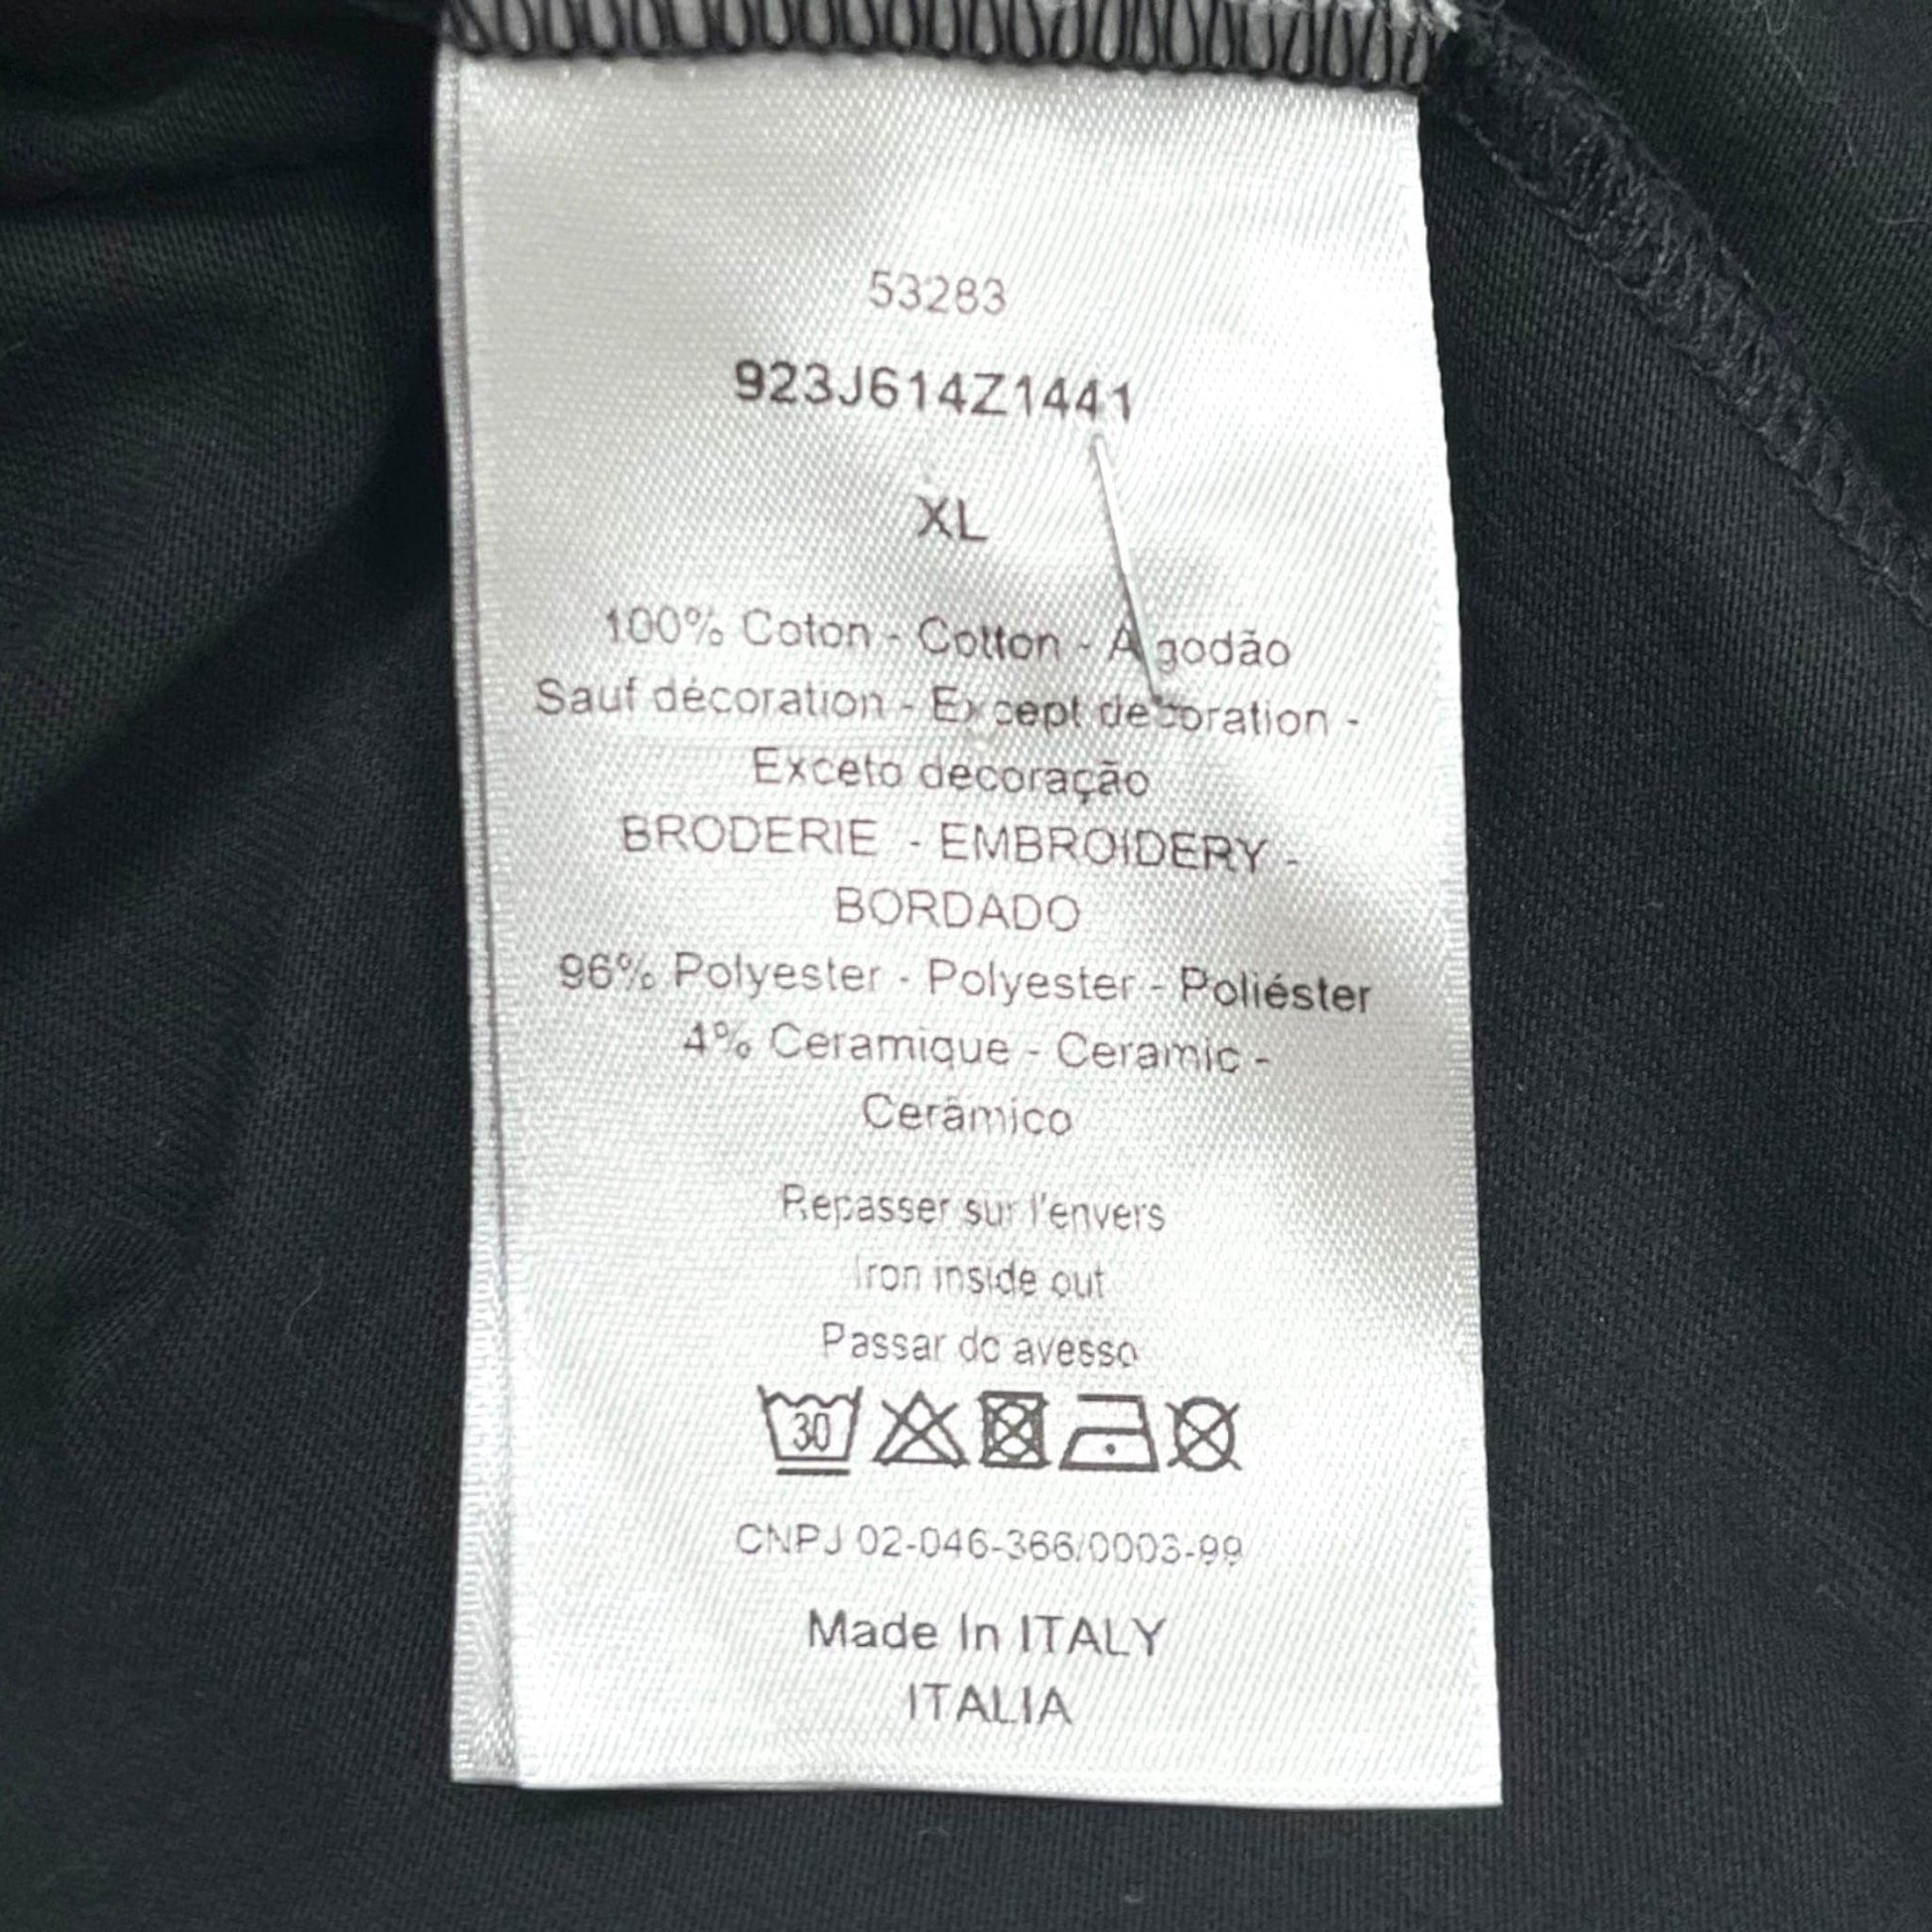 53283
923J614Z1441
XL
100% Coton - Cotton - Algodão
Sauf décoration - Except decoration -
Exceto decoração
BRODERIE - EMBROIDERY -
BORDADO
96% Polyester - Polyester - Poliéster
4% Ceramique - Ceramic -
Cerâmico
Repasser sur l'envers
Iron inside out
Passar do avesso
30
CNPJ 02-046-366/0003-99
Made In ITALY
ITALIA